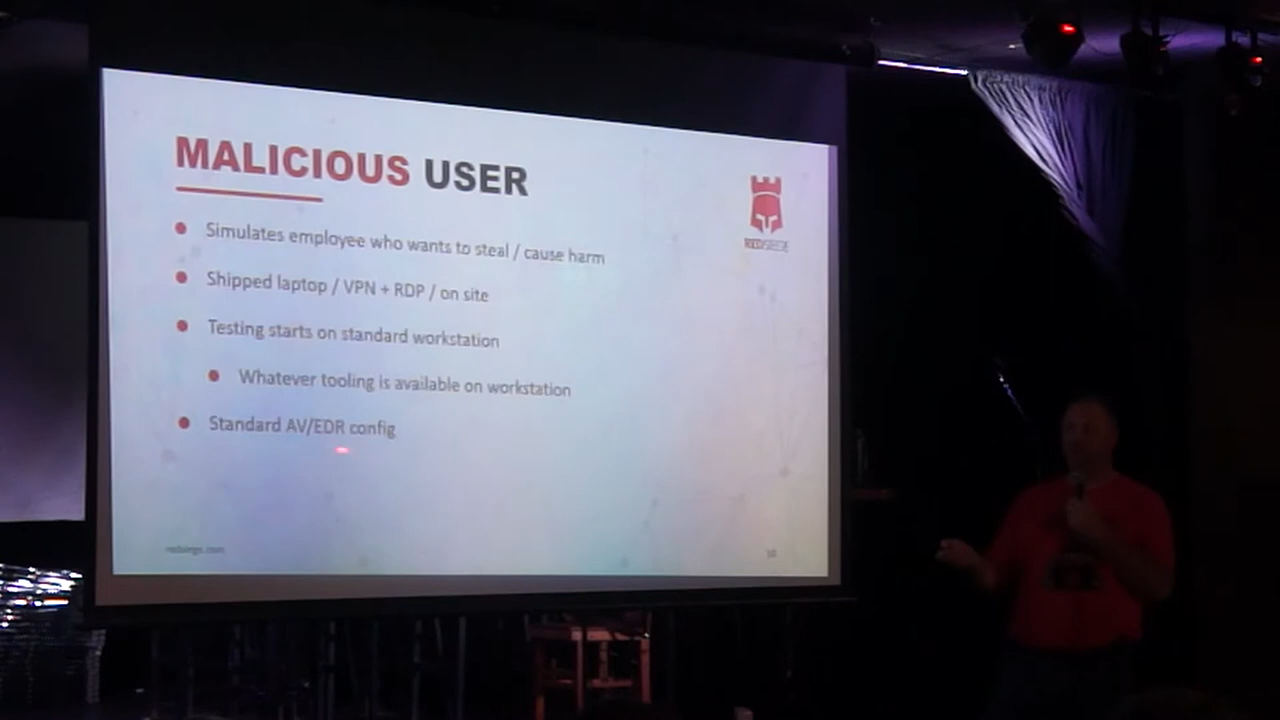 MALICIOUS USER
Simulates employee who wants to steal / cause harm
Shipped laptop / VPN + RDP / on site
Testing starts on standard workstation
Whatever tooling is available on workstation
Standard AV/EDR config
REDSIEGE
redsiege.com